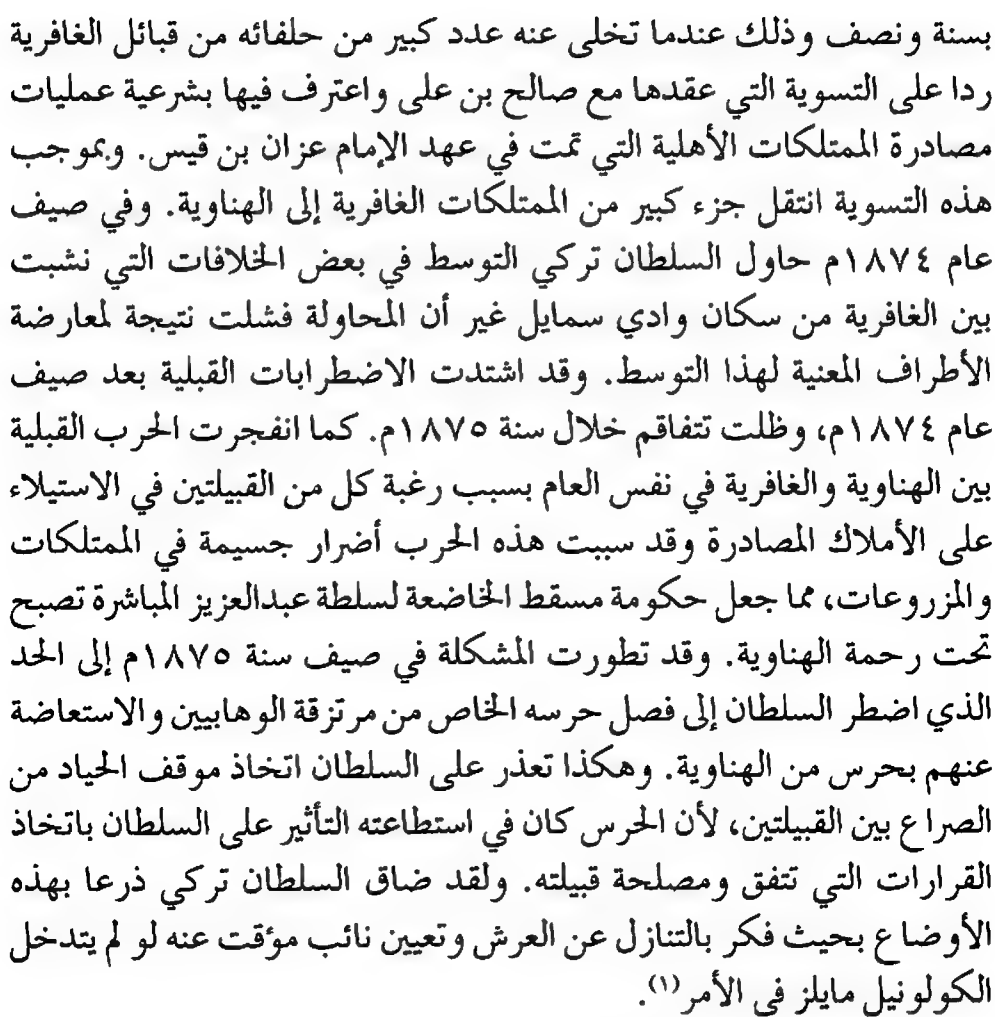 بسنة ونصف وذلك عندما تخلى عنه عدد كبير من حلفائه من قبائل الغافرية
ردا على التسوية التي عقدها مع صالح بن على واعترف فيها بشرعية عمليات
مصادرة الممتلكات الأهلية التي تمت في عهد الإمام عزان بن قيس. وبموجب
هذه التسوية انتقل جزء كبير من الممتلكات الغافرية إلى الهناوية. وفي صيف
عام ١٨٧٤م حاول السلطان تركي التوسط في بعض الخلافات التي نشبت
بين الغافرية من سكان وادي سمايل غير أن المحاولة فشلت نتيجة لمعارضة
الأطراف المعنية لهذا التوسط. وقد اشتدت الاضطرابات القبلية بعد صيف
عام ١٨٧٤م، وظلت تتفاقم خلال سنة ١٨٧٥م. كما انفجرت الحرب القبلية
بين الهناوية والغافرية في نفس العام بسبب رغبة كل من القبيلتين في الاستيلاء
على الأملاك المصادرة وقد سببت هذه الحرب أضرار جسيمة في الممتلكات
والمزروعات، مما جعل حكومة مسقط الخاضعة لسلطة عبدالعزيز المباشرة تصبح
تحت رحمة الهناوية. وقد تطورت المشكلة في صيف سنة ١٨٧٥م إلى الحد
الذي اضطر السلطان إلى فصل حرسه الخاص من مرتزقة الوهابيين والاستعاضة
عنهم بحرس من الهناوية. وهكذا تعذر على السلطان اتخاذ موقف الحياد من
الصراع بين القبيلتين، لأن الحرس كان في استطاعته التأثير على السلطان باتخاذ
القرارات التي تتفق ومصلحة قبيلته. ولقد ضاق السلطان تركي ذرعا بهذه
الأوضاع بحيث فكر بالتنازل عن العرش وتعيين نائب مؤقت عنه لو لم يتدخل
الكولونيل مايلز في الأمر(١).